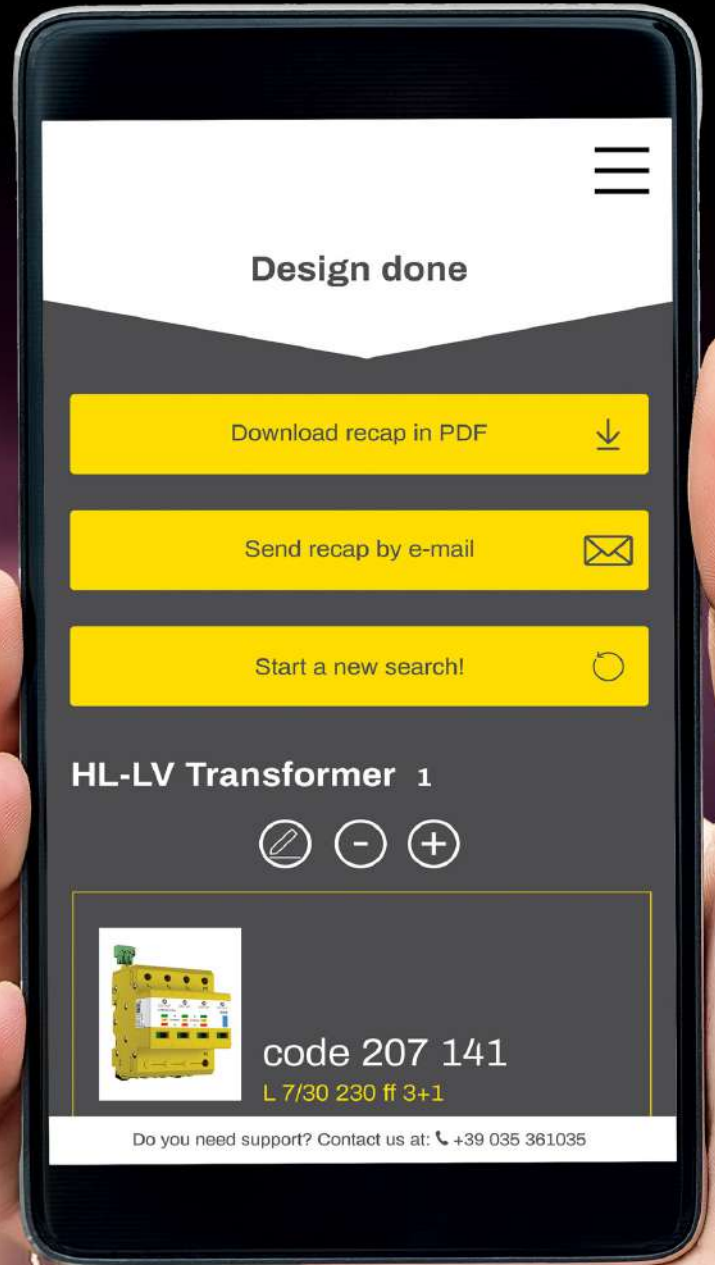 Design done
Download recap in PDF
Send recap by e-mail
Start a new search!
HL-LV Transformer 1
code 207 141
L 7/30 230 ff 3+1
Do you need support? Contact us at: +39 035 361035